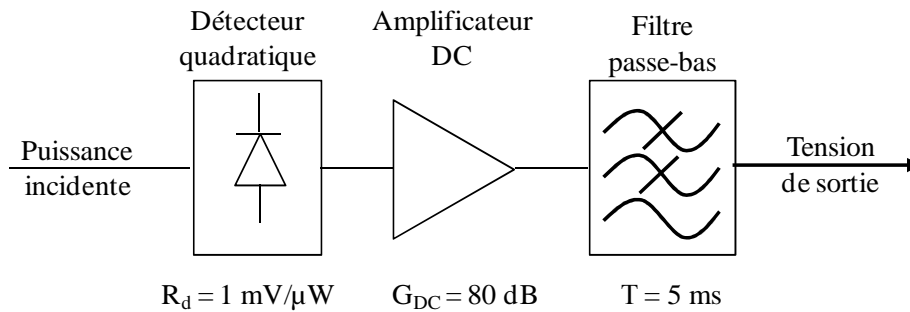 Détecteur
quadratique
Amplificateur
DC
Filtre
passe-bas
Puissance
incidente
Tension
de sortie
R_d = 1 mV/µW
G_DC = 80 dB
T = 5 ms